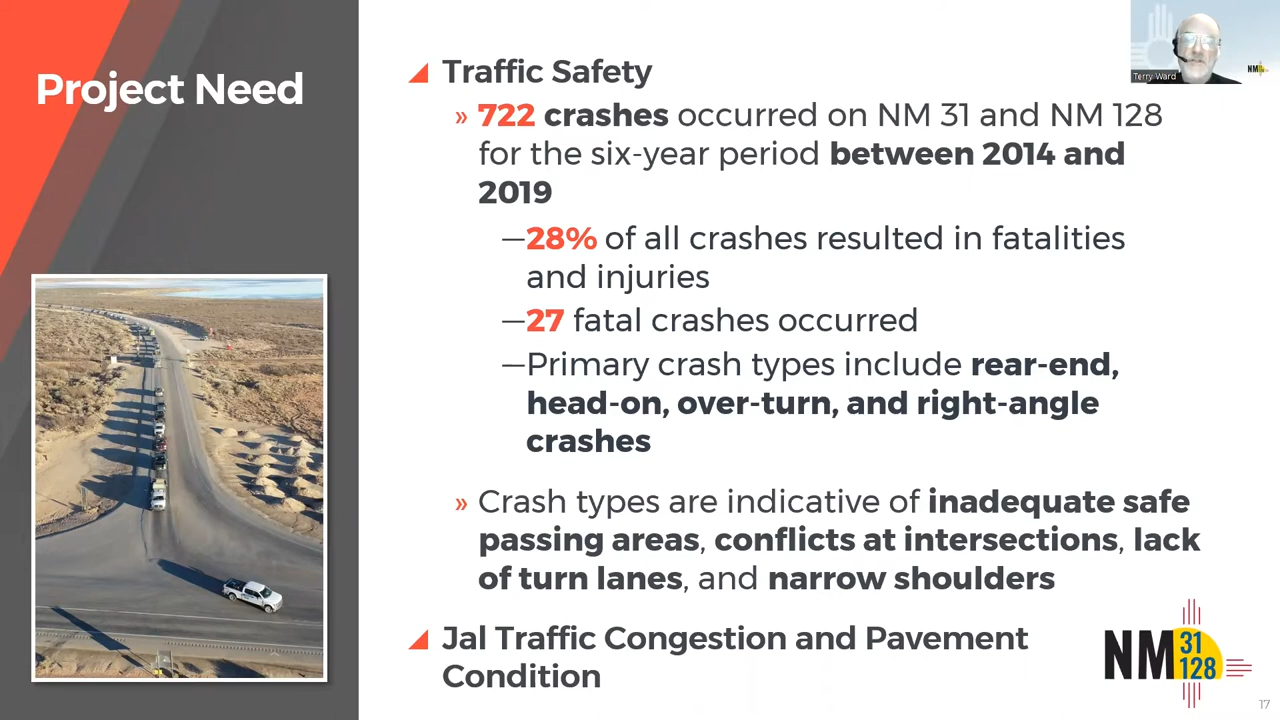 Project Need
Traffic Safety
» 722 crashes occurred on NM 31 and NM 128
for the six-year period between 2014 and
2019
—28% of all crashes resulted in fatalities
and injuries
—27 fatal crashes occurred
—Primary crash types include rear-end,
head-on, over-turn, and right-angle
crashes
» Crash types are indicative of inadequate safe
passing areas, conflicts at intersections, lack
of turn lanes, and narrow shoulders
Jal Traffic Congestion and Pavement
Condition
Terry Ward
NM
NM 31
128
17